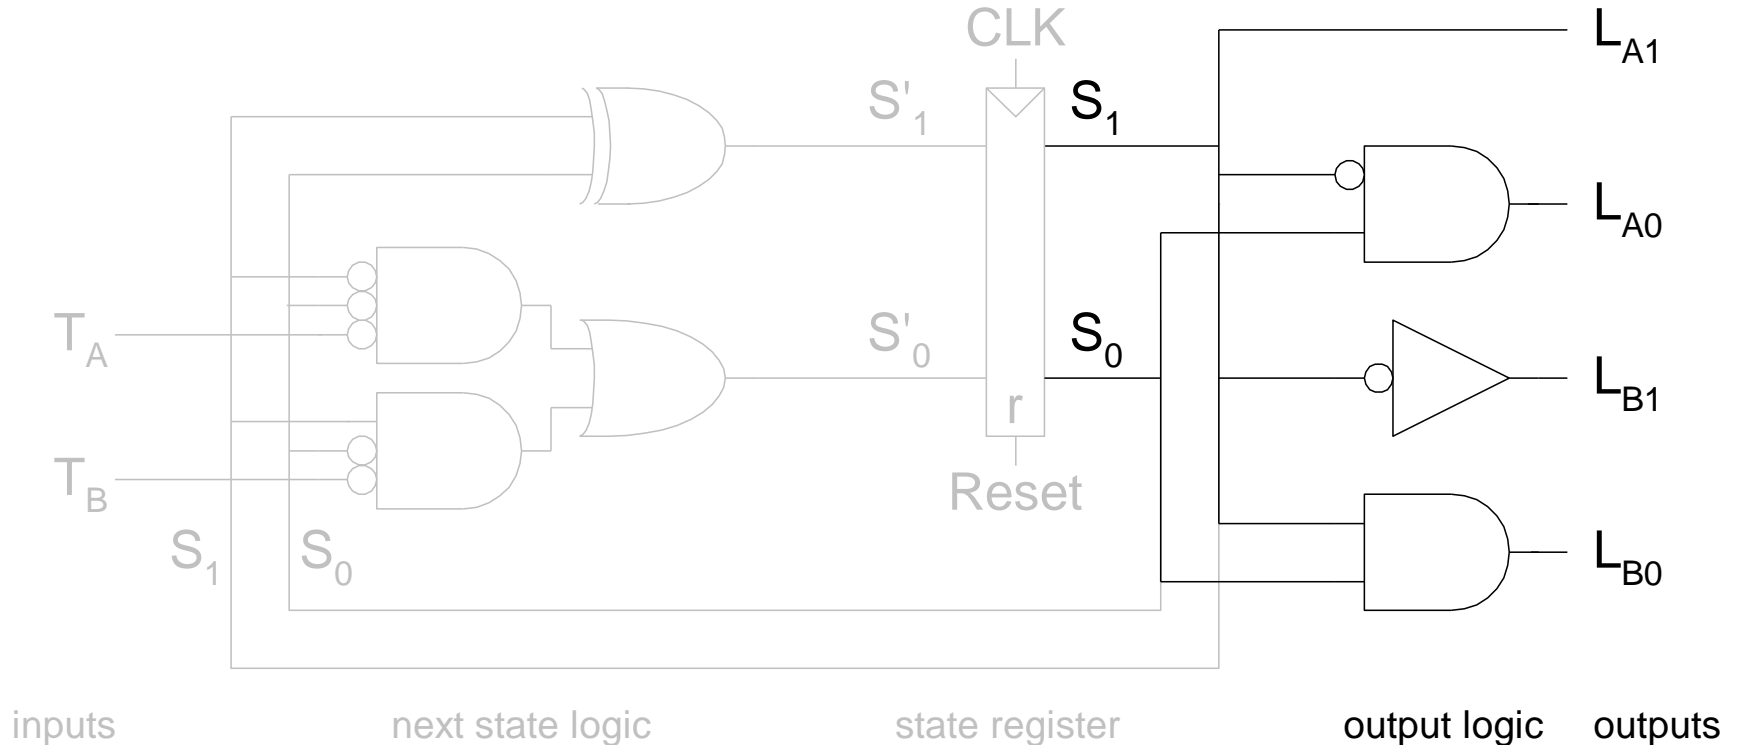 CLK
L_A1
S'_1
S_1
L_A0
T_A
S'_0
S_0
L_B1
r
T_B
Reset
S_1
S_0
L_B0
inputs
next state logic
state register
output logic
outputs